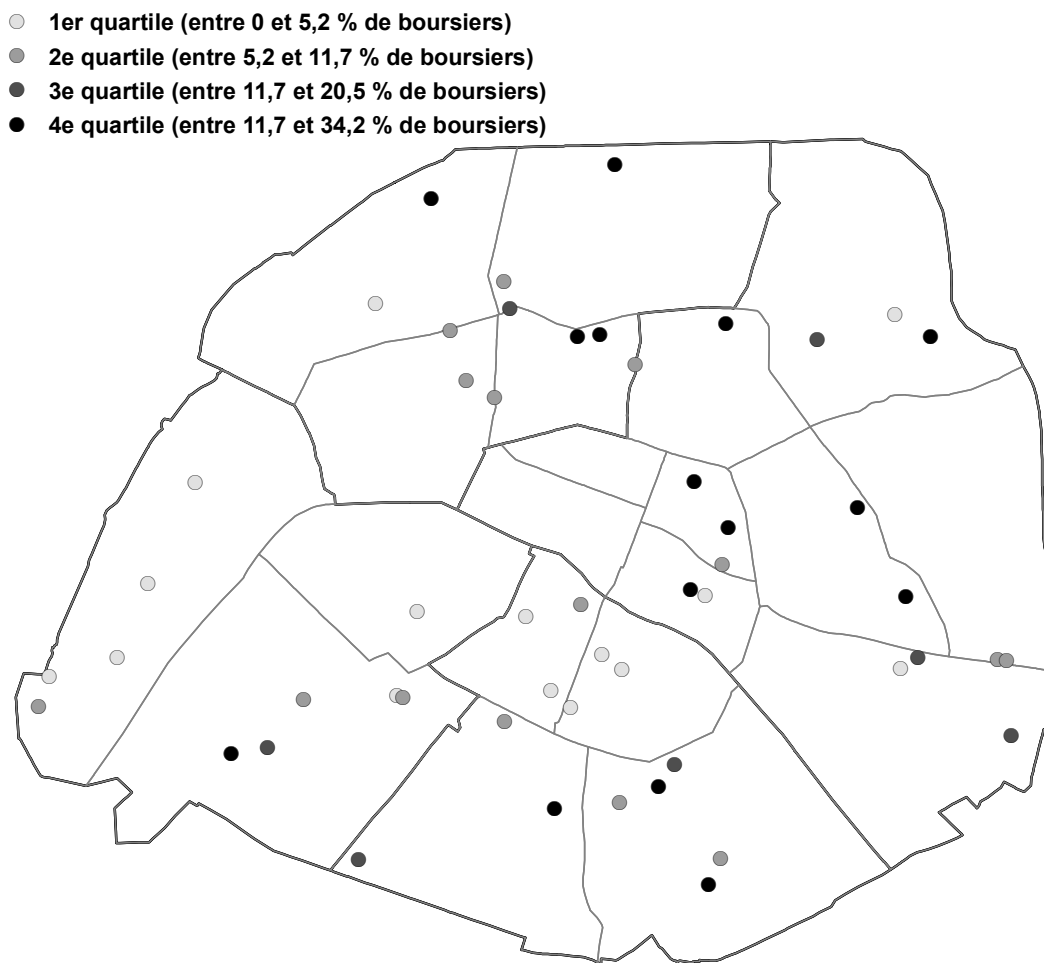 1er quartile (entre 0 et 5,2 % de boursiers)
2e quartile (entre 5,2 et 11,7 % de boursiers)
3e quartile (entre 11,7 et 20,5 % de boursiers)
4e quartile (entre 11,7 et 34,2 % de boursiers)